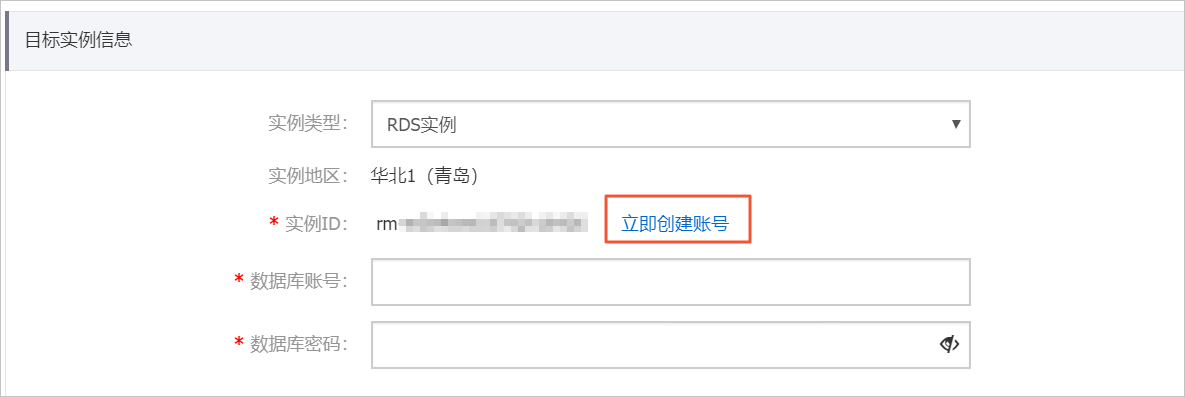 目标实例信息
实例类型： RDS实例
实例地区： 华北1（青岛）
* 实例ID： rm- 立即创建账号
* 数据库账号：
* 数据库密码：